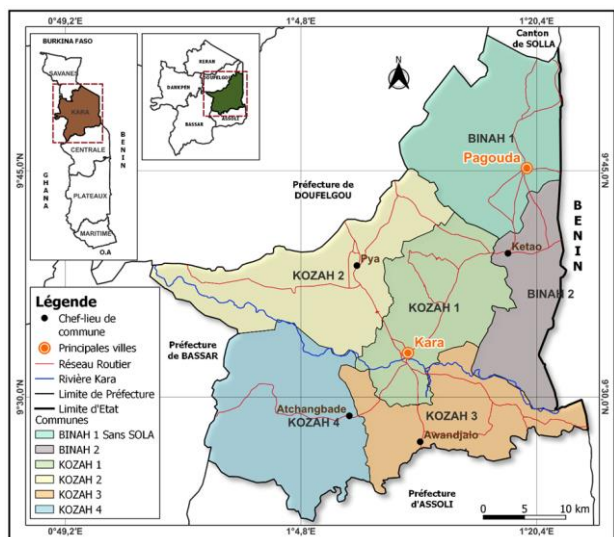 0°49,2'E
1°4,8'E
1°20,4'E
BURKINA FASO
SAVANES
KARA
CENTRALE
PLATEAUX
MARITIME
O.A
GHANA
BENIN
KERAN
DOUFELGOU
DANKPEN
BASSAR
ASSOLI
Canton
de SOLLA
BINAH 1
Pagouda
9°45,0'N
9°45,0'N
Préfecture de
DOUFELGOU
BENIN
Ketao
Pya
KOZAH 2
KOZAH 1
BINAH 2
Kara
Préfecture
de BASSAR
9°30,0'N
9°30,0'N
Atchangbade
KOZAH 4
KOZAH 3
Awandjalo
Préfecture
d'ASSOLI
Légende
Chef-lieu de
commune
Principales villes
Réseau Routier
Rivière Kara
Limite de Préfecture
Limite d'Etat
Communes
BINAH 1 Sans SOLA
BINAH 2
KOZAH 1
KOZAH 2
KOZAH 3
KOZAH 4
0 5 10 km
0°49,2'E
1°4,8'E
1°20,4'E